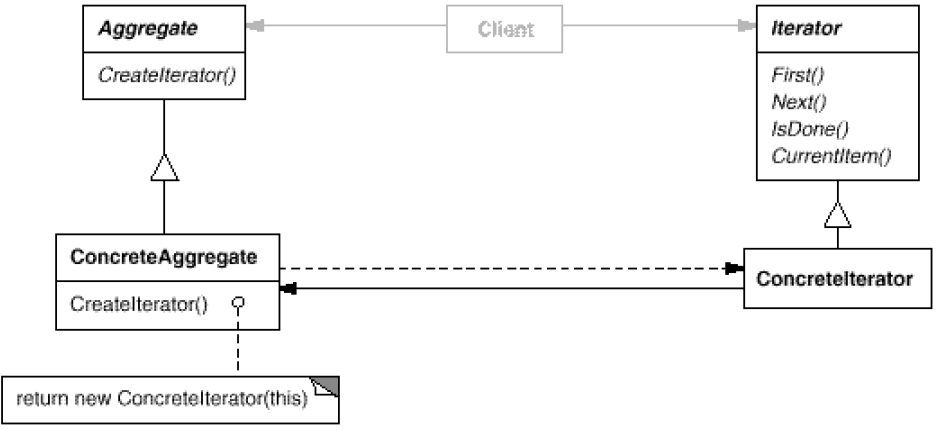 Aggregate
CreateIterator()
Client
Iterator
First()
Next()
IsDone()
CurrentItem()
ConcreteAggregate
CreateIterator()
ConcreteIterator
return new ConcreteIterator(this)